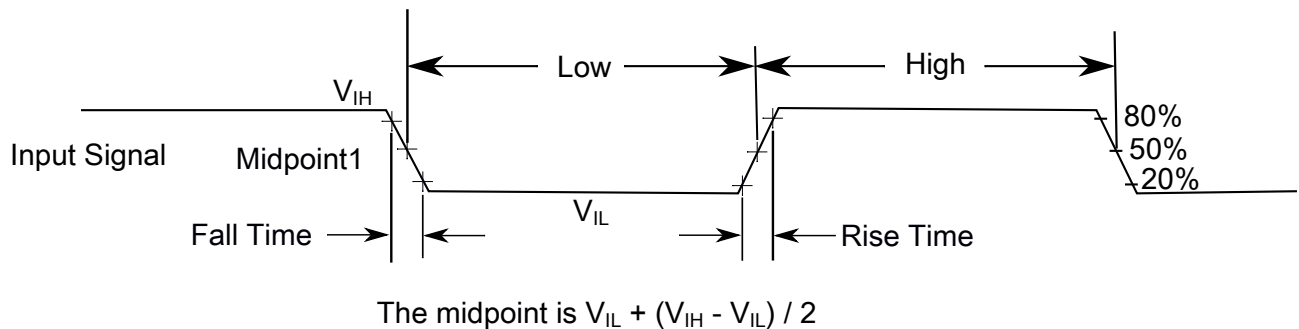 Low
High
V_IH
80%
Input Signal
Midpoint1
50%
20%
V_IL
Fall Time
Rise Time
The midpoint is V_IL + (V_IH - V_IL) / 2